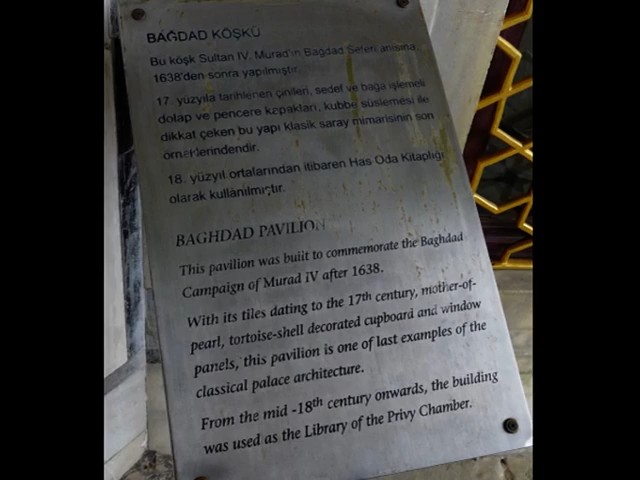 BAĞDAD KÖŞKÜ
Bu köşk Sultan IV. Murad'ın Bagdad Seferi anısına,
1638'den sonra yapılmıştır.
17. yüzyıla tarihlenen çinileri, sedef ve bağa işlemeli
dolap ve pencere kapakları, kubbe süslemesi ile
dikkat çeken bu yapı klasik saray mimarisinin son
örneklerindendir.
18. yüzyıl ortalarından itibaren Has Oda Kitaplığı
olarak kullanılmıştır.
BAGHDAD PAVILION
This pavilion was built to commemorate the Baghdad
Campaign of Murad IV after 1638.
With its tiles dating to the 17th century, mother-of-
pearl, tortoise-shell decorated cupboard and window
panels, this pavilion is one of last examples of the
classical palace architecture.
From the mid -18th century onwards, the building
was used as the Library of the Privy Chamber.